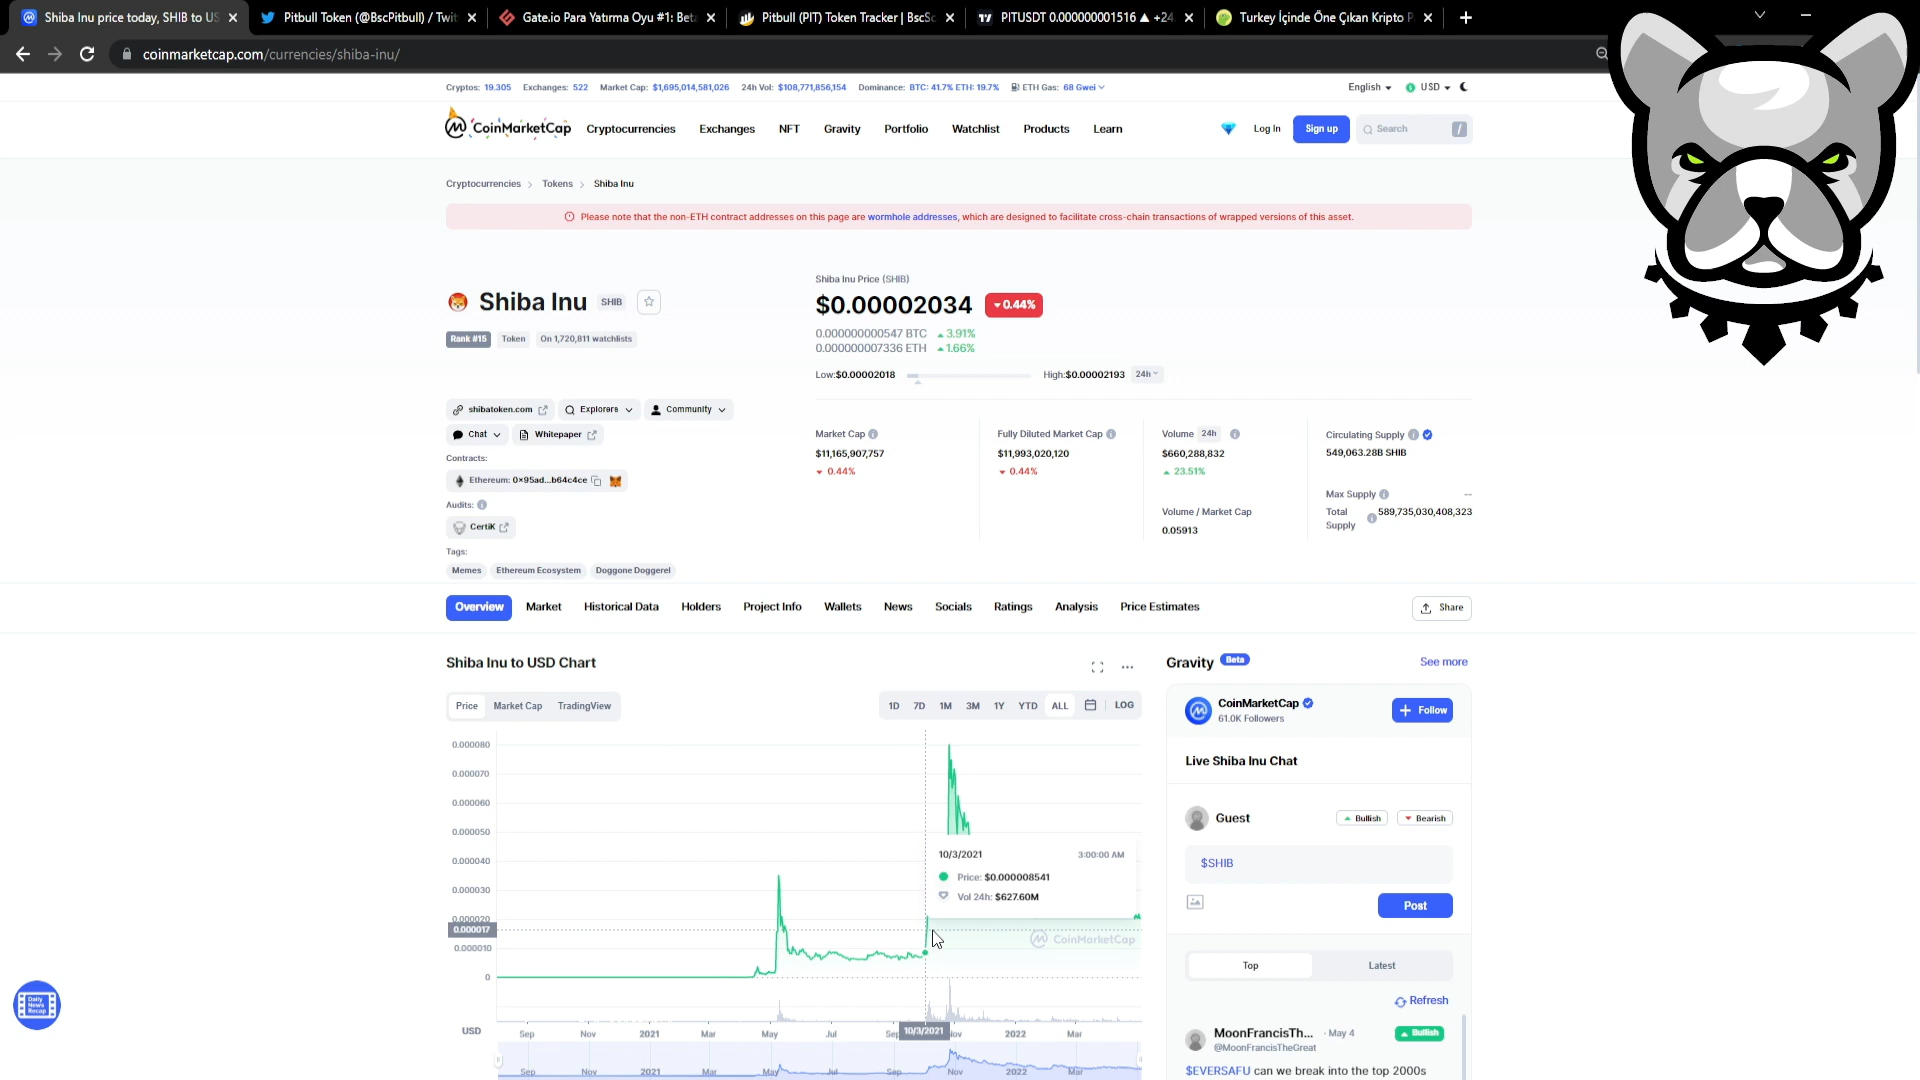 Shiba Inu price today, SHIB to US
Pitbull Token (@BscPitbull) / Twit
Gate.io Para Yatırma Oyu #1: Beta
Pitbull (PIT) Token Tracker | BscSc
PITUSDT 0.000000001516 ▲ +24
Turkey İçinde Öne Çıkan Kripto P
coinmarketcap.com/currencies/shiba-inu/
Cryptos: 19.305 Exchanges: 522 Market Cap: $1,695,014,581,026 24h Vol: $108,771,856,154 Dominance: BTC: 41.7% ETH: 19.7% ETH Gas: 68 Gwei
English USD
CoinMarketCap Cryptocurrencies Exchanges NFT Gravity Portfolio Watchlist Products Learn Log In Sign up Search /
Cryptocurrencies > Tokens > Shiba Inu
Please note that the non-ETH contract addresses on this page are wormhole addresses, which are designed to facilitate cross-chain transactions of wrapped versions of this asset.
Shiba Inu SHIB
Rank #15 Token On 1,720,811 watchlists
Shiba Inu Price (SHIB)
$0.00002034 0.44%
0.000000000547 BTC 3.91%
0.000000007336 ETH 1.66%
Low:$0.00002018 High:$0.00002193 24h
shibatoken.com Explorers Community
Chat Whitepaper
Contracts:
Ethereum: 0x95ad...b64c4ce
Audits:
CertiK
Tags:
Memes Ethereum Ecosystem Doggone Doggerel
Market Cap
$11,165,907,757
0.44%
Fully Diluted Market Cap
$11,993,020,120
0.44%
Volume 24h
$660,288,832
23.51%
Volume / Market Cap
0.05913
Circulating Supply
549,063.28B SHIB
Max Supply --
Total Supply 589,735,030,408,323
Overview Market Historical Data Holders Project Info Wallets News Socials Ratings Analysis Price Estimates Share
Shiba Inu to USD Chart
Price Market Cap TradingView
1D 7D 1M 3M 1Y YTD ALL LOG
0.000080
0.000070
0.000060
0.000050
0.000040
0.000030
0.000020
0.000017
0.000010
0
10/3/2021 3:00:00 AM
Price: $0.000008541
Vol 24h: $627.60M
CoinMarketCap
USD
Sep Nov 2021 Mar May Jul Sep 10/3/2021 Nov 2022 Mar
Sep Nov 2021 Mar May Jul Sep Nov 2022 Mar
Gravity Beta See more
CoinMarketCap
61.0K Followers
+ Follow
Live Shiba Inu Chat
Guest Bullish Bearish
$SHIB
Post
Top Latest
Refresh
MoonFrancisTh... · May 4 Bullish
@MoonFrancisTheGreat
$EVERSAFU can we break into the top 2000s
Daily
News
Recap